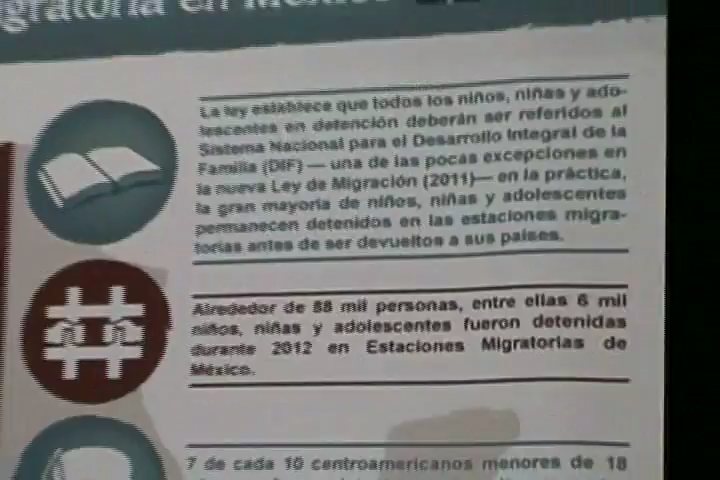 gratoria en México
La ley establece que todos los niños, niñas y ado-
lescentes en detención deberán ser referidos al
Sistema Nacional para el Desarrollo Integral de la
Familia (DIF) — una de las pocas excepciones en
la nueva Ley de Migración (2011)— en la práctica,
la gran mayoría de niños, niñas y adolescentes
permanecen detenidos en las estaciones migra-
torias antes de ser devueltos a sus países.
Alrededor de 88 mil personas, entre ellas 6 mil
niños, niñas y adolescentes fueron detenidas
durante 2012 en Estaciones Migratorias de
México.
7 de cada 10 centroamericanos menores de 18